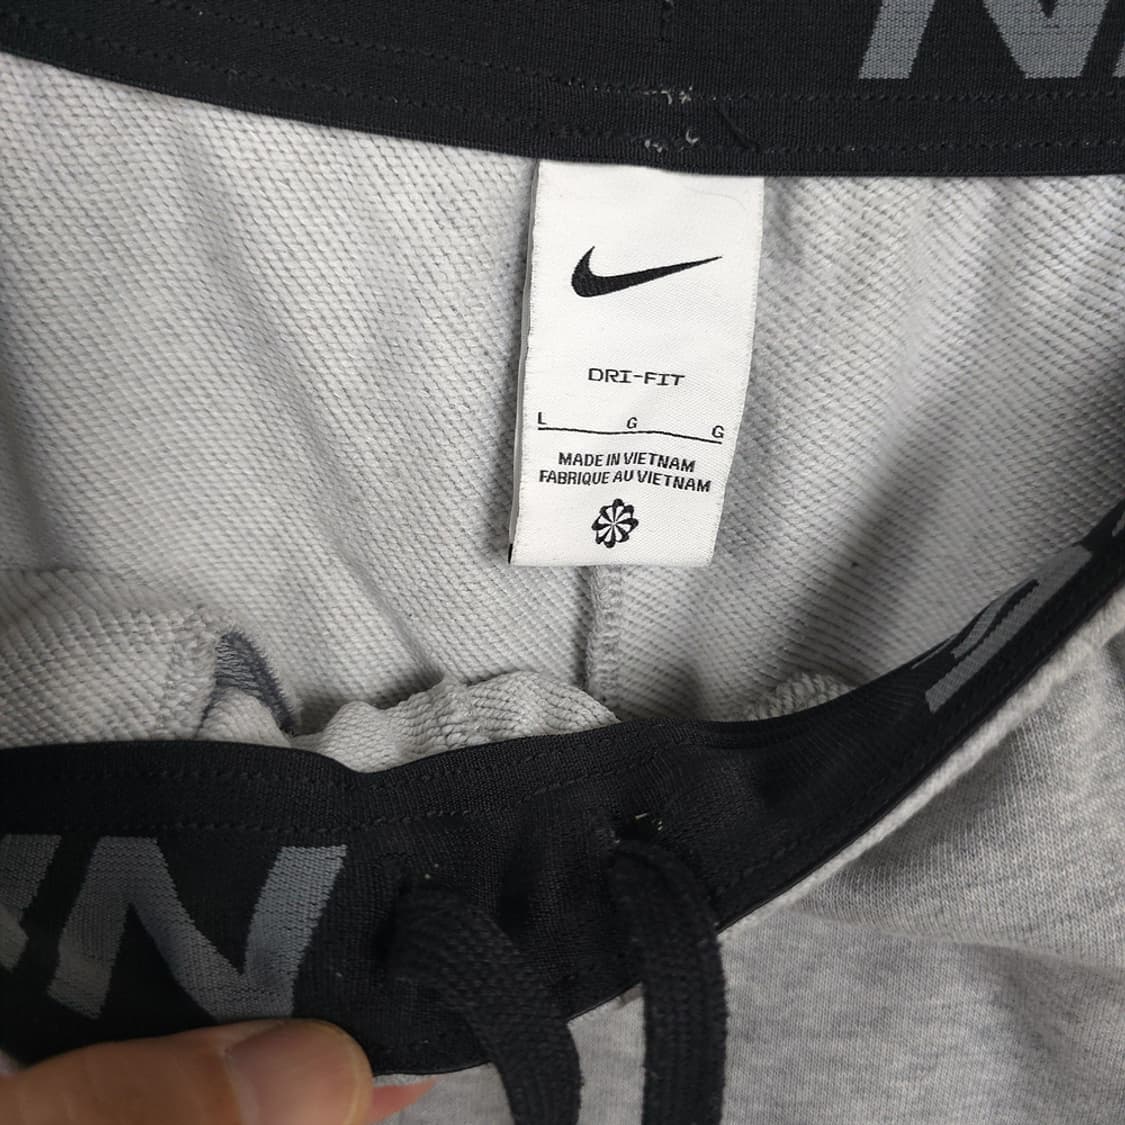 N
DRI-FIT
L G G
MADE IN VIETNAM
FABRIQUE AU VIETNAM
N